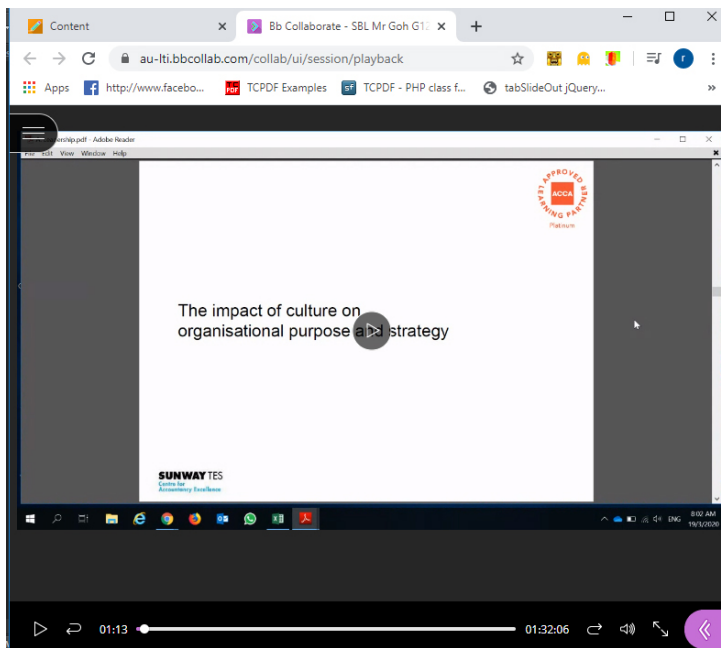 Content
Bb Collaborate - SBL Mr Goh G12
au-lti.bbcollab.com/collab/ui/session/playback
Apps
http://www.facebo...
TCPDF Examples
TCPDF - PHP class f...
tabSlideOut jQuery...
ership.pdf - Adobe Reader
File Edit View Window Help
APPROVED
LEARNING PARTNER
ACCA
Platinum
The impact of culture on
organisational purpose and strategy
SUNWAY TES
Centre for
Accountancy Excellence
ENG
8:02 AM
19/3/2020
01:13
01:32:06